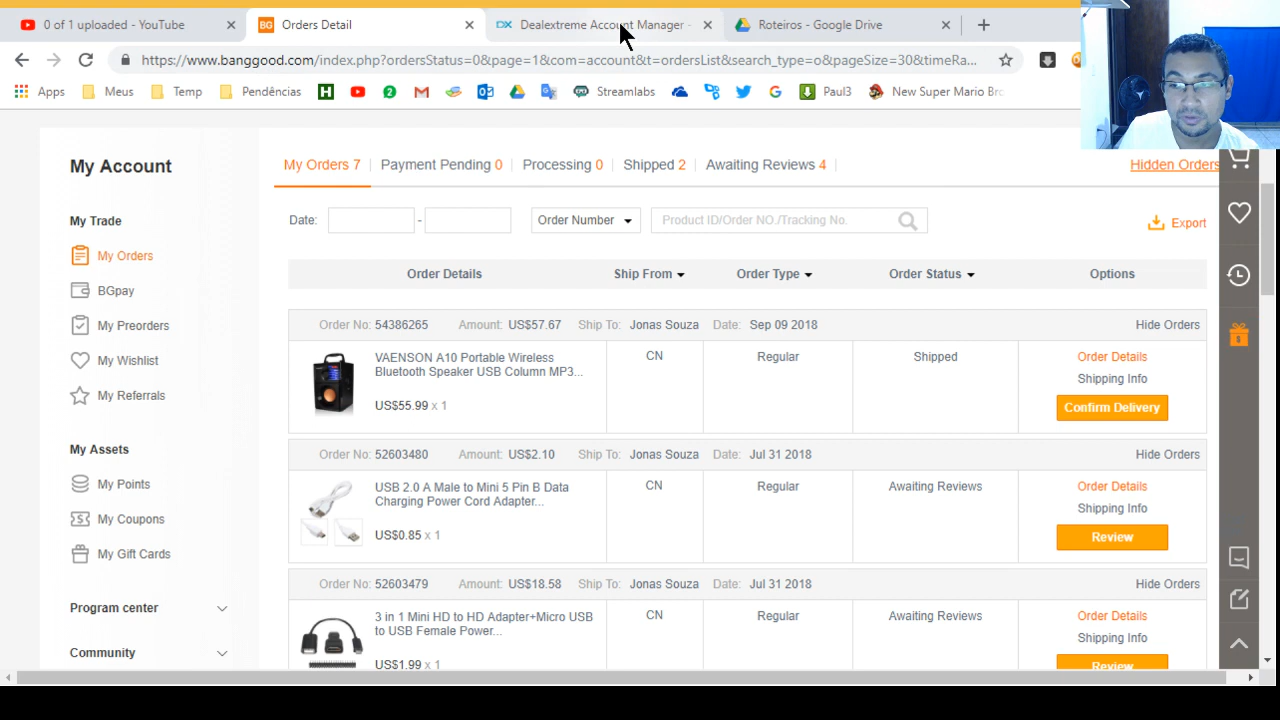 0 of 1 uploaded - YouTube
BG Orders Detail
DX Dealextreme Account Manager -
Roteiros - Google Drive
https://www.banggood.com/index.php?ordersStatus=0&page=1&com=account&t=ordersList&search_type=o&pageSize=30&timeRa...
Apps Meus Temp Pendências H 2 G Streamlabs G Paul3 New Super Mario Bro
My Account
My Orders 7 Payment Pending 0 Processing 0 Shipped 2 Awaiting Reviews 4 Hidden Orders
My Trade
My Orders
BGpay
My Preorders
My Wishlist
My Referrals
My Assets
My Points
My Coupons
My Gift Cards
Program center
Community
Date: - Order Number Product ID/Order NO./Tracking No. Export
Order Details Ship From Order Type Order Status Options
Order No: 54386265 Amount: US$57.67 Ship To: Jonas Souza Date: Sep 09 2018 Hide Orders
VAENSON A10 Portable Wireless
Bluetooth Speaker USB Column MP3...
US$55.99 x 1
CN Regular Shipped
Order Details
Shipping Info
Confirm Delivery
Order No: 52603480 Amount: US$2.10 Ship To: Jonas Souza Date: Jul 31 2018 Hide Orders
USB 2.0 A Male to Mini 5 Pin B Data
Charging Power Cord Adapter...
US$0.85 x 1
CN Regular Awaiting Reviews
Order Details
Shipping Info
Review
Order No: 52603479 Amount: US$18.58 Ship To: Jonas Souza Date: Jul 31 2018 Hide Orders
3 in 1 Mini HD to HD Adapter+Micro USB
to USB Female Power...
US$1.99 x 1
CN Regular Awaiting Reviews
Order Details
Shipping Info
Review